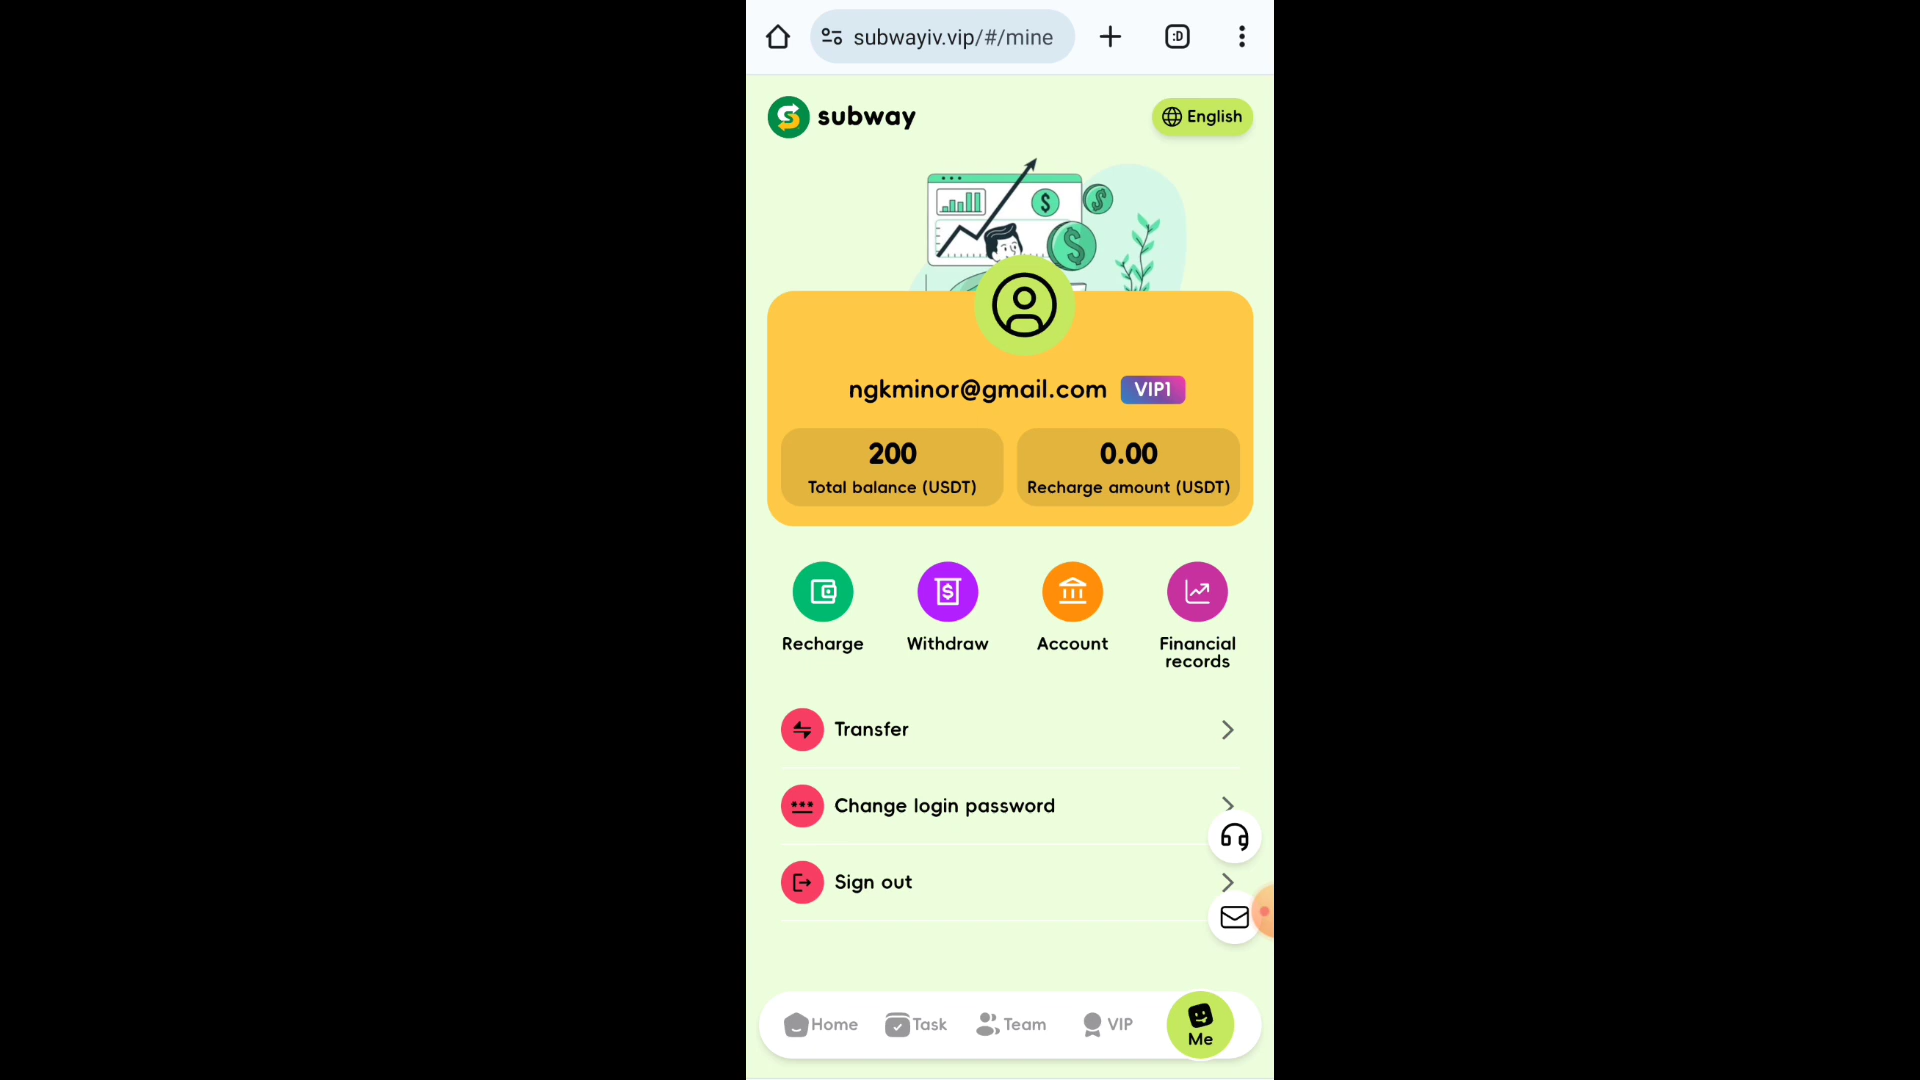 :D
subwayiv.vip/#/mine
subway
English
ngkminor@gmail.com VIP1
200
Total balance (USDT)
0.00
Recharge amount (USDT)
Recharge
Withdraw
Account
Financial
records
Transfer
Change login password
Sign out
Home
Task
Team
VIP
Me